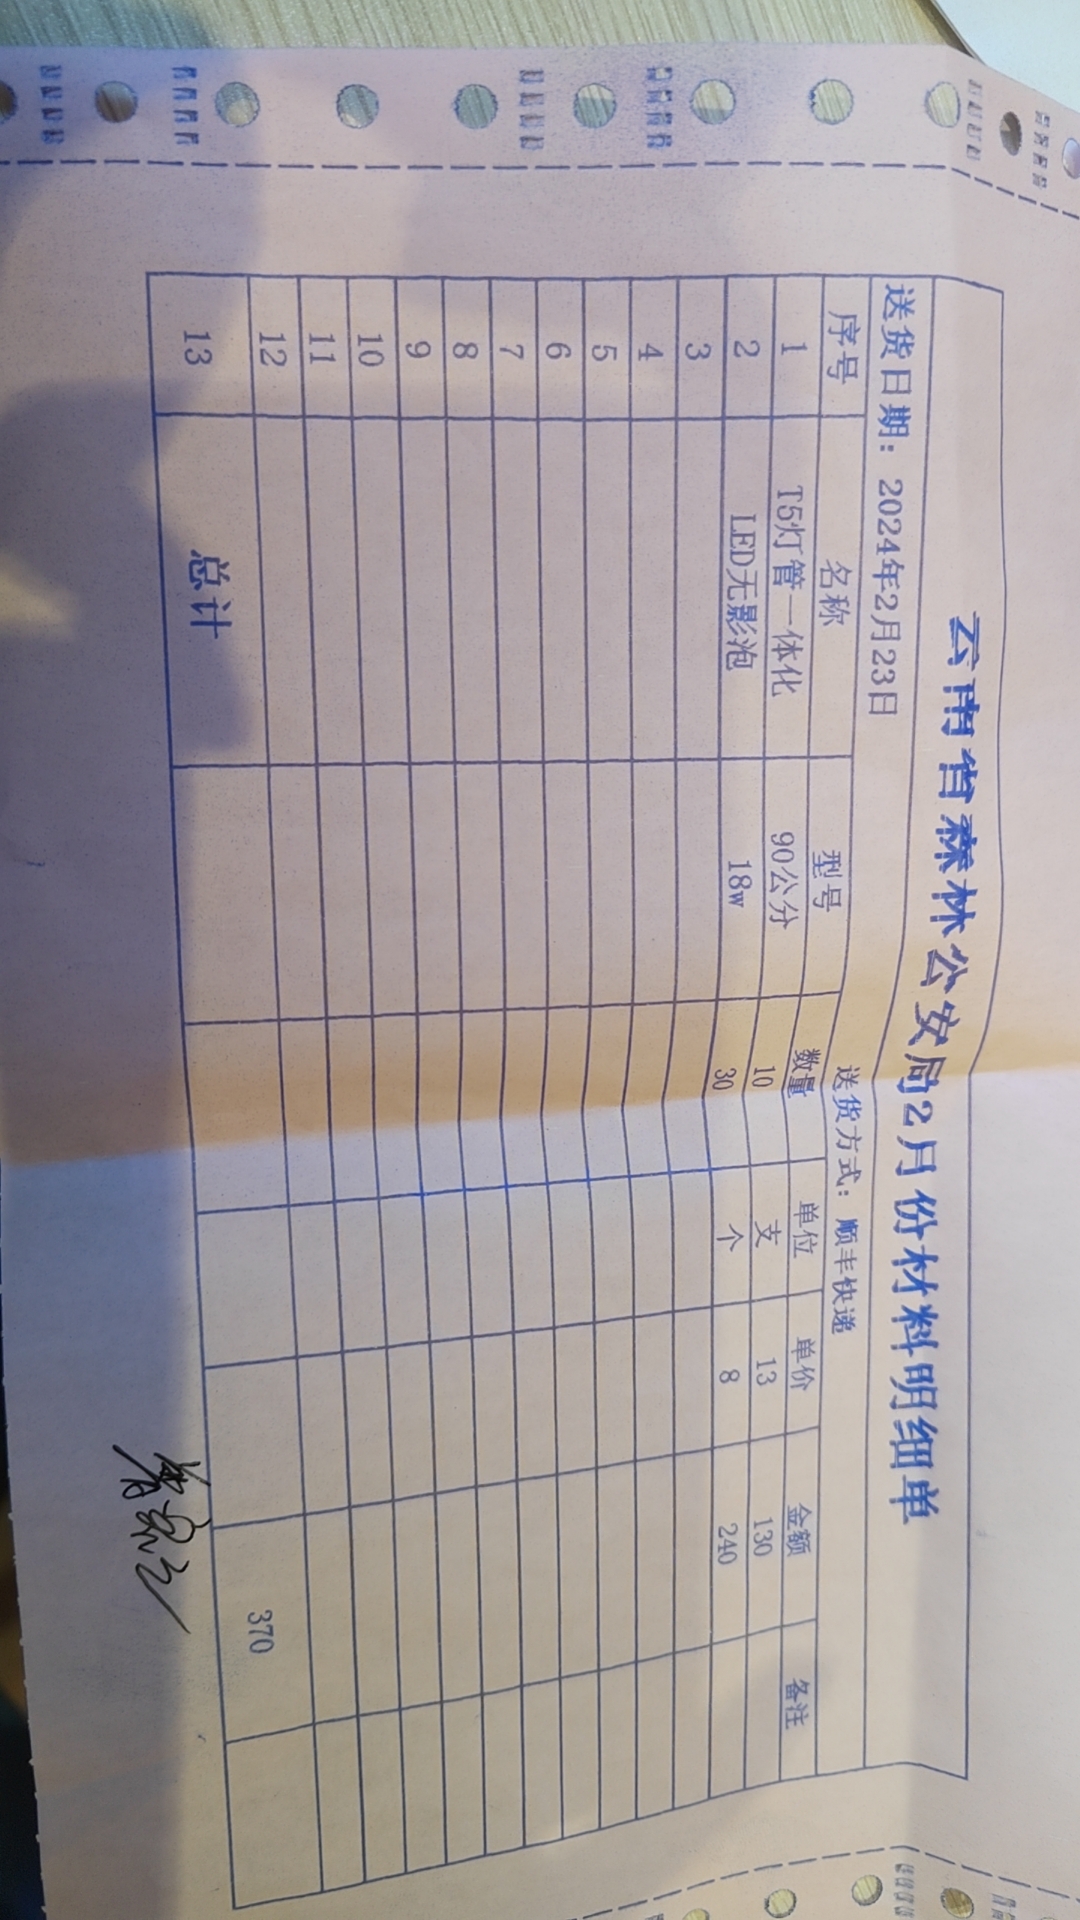 云南省森林公安局2月份材料明细单
送货日期：2024年2月23日 送货方式：顺丰快递
序号 名称 型号 数量 单位 单价 金额 备注
1 T5灯管一体化 90公分 10 支 13 130
2 LED无影泡 18w 30 个 8 240
3
4
5
6
7
8
9
10
11
12
13 总计 370